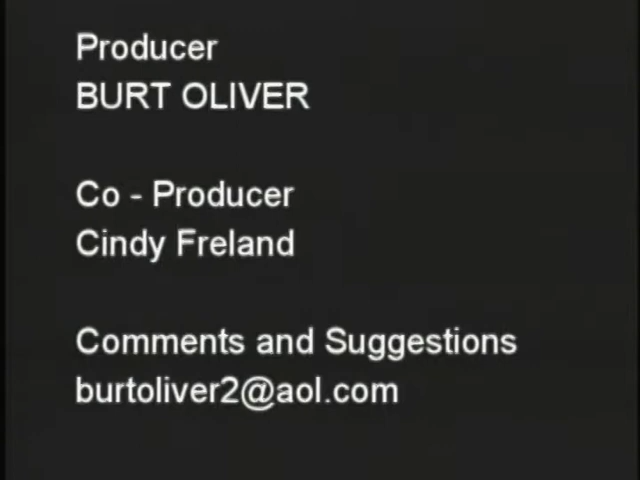 Producer
BURT OLIVER
Co - Producer
Cindy Freland
Comments and Suggestions
burtoliver2@aol.com